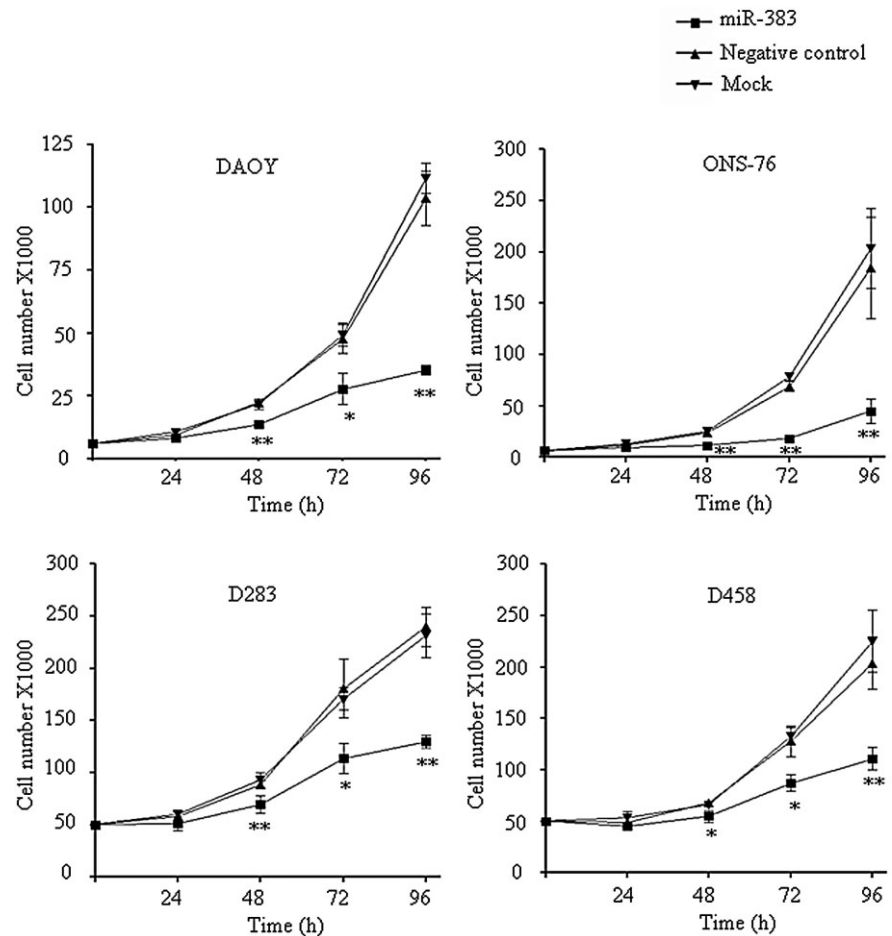 miR-383
Negative control
Mock
DAOY
Cell number X1000
125
100
75
50
25
0
**
*
**
24 48 72 96
Time (h)
ONS-76
Cell number X1000
300
250
200
150
100
50
0
**
**
**
24 48 72 96
Time (h)
D283
Cell number X1000
300
250
200
150
100
50
0
**
*
**
24 48 72 96
Time (h)
D458
Cell number X1000
300
250
200
150
100
50
0
*
*
**
24 48 72 96
Time (h)